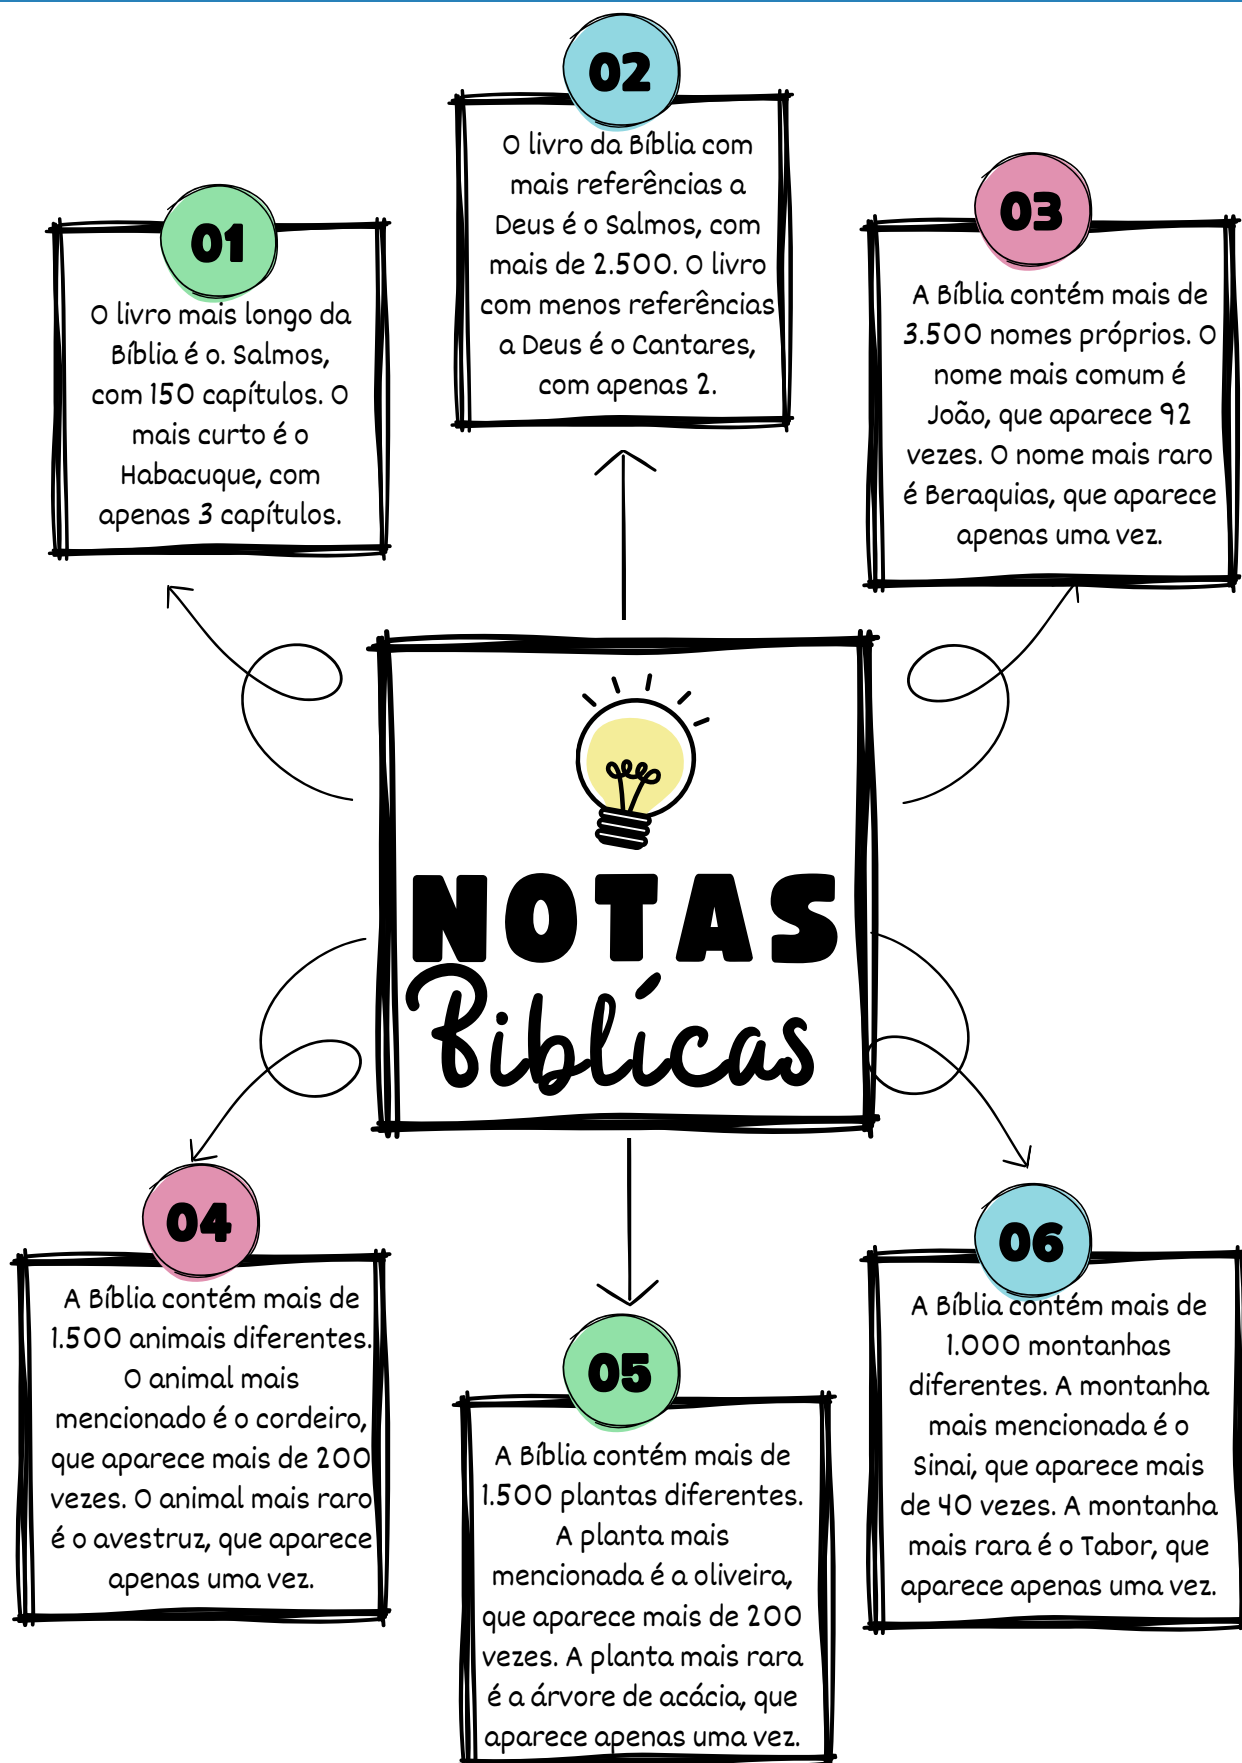 01
O livro mais longo da
Bíblia é o. Salmos,
com 150 capítulos. O
mais curto é o
Habacuque, com
apenas 3 capítulos.
02
O livro da Bíblia com
mais referências a
Deus é o Salmos, com
mais de 2.500. O livro
com menos referências
a Deus é o Cantares,
com apenas 2.
03
A Bíblia contém mais de
3.500 nomes próprios. O
nome mais comum é
João, que aparece 92
vezes. O nome mais raro
é Beraquias, que aparece
apenas uma vez.
NOTAS
Biblícas
04
A Bíblia contém mais de
1.500 animais diferentes.
O animal mais
mencionado é o cordeiro,
que aparece mais de 200
vezes. O animal mais raro
é o avestruz, que aparece
apenas uma vez.
05
A Bíblia contém mais de
1.500 plantas diferentes.
A planta mais
mencionada é a oliveira,
que aparece mais de 200
vezes. A planta mais rara
é a árvore de acácia, que
aparece apenas uma vez.
06
A Bíblia contém mais de
1.000 montanhas
diferentes. A montanha
mais mencionada é o
Sinai, que aparece mais
de 40 vezes. A montanha
mais rara é o Tabor, que
aparece apenas uma vez.